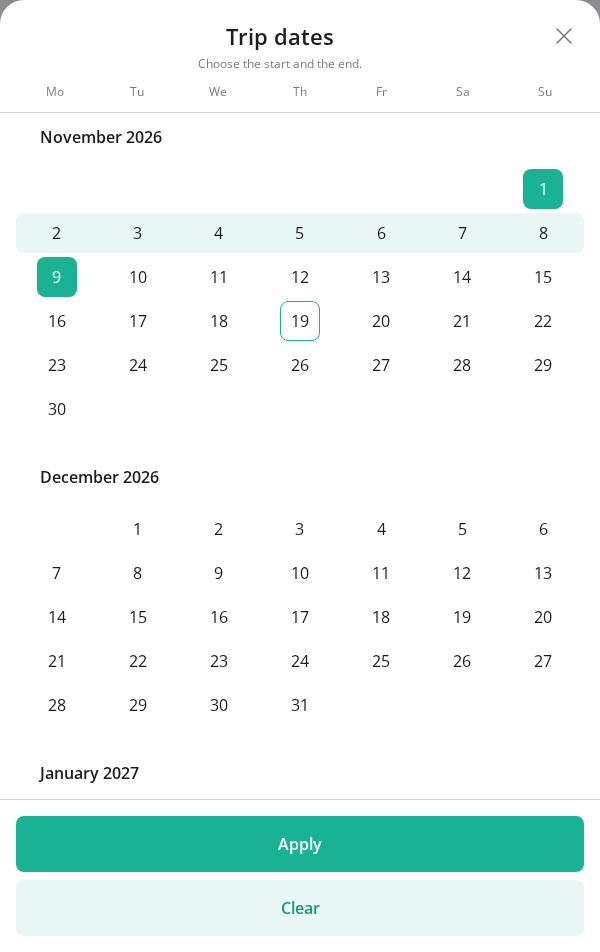 Trip dates
Choose the start and the end.
Mo Tu We Th Fr Sa Su
November 2026
1
2 3 4 5 6 7 8
9 10 11 12 13 14 15
16 17 18 19 20 21 22
23 24 25 26 27 28 29
30
December 2026
1 2 3 4 5 6
7 8 9 10 11 12 13
14 15 16 17 18 19 20
21 22 23 24 25 26 27
28 29 30 31
January 2027
Apply
Clear